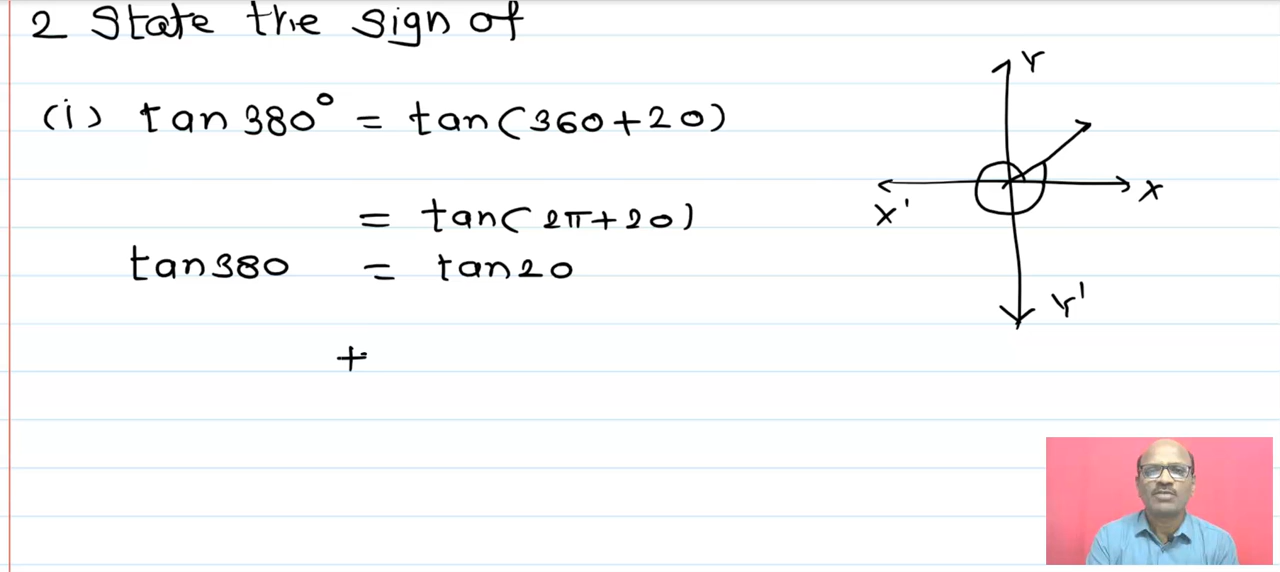 2 State the sign of
(i) tan 380° = tan(360+20)
= tan(2π+20)
tan380 = tan20
+
Y
X
X'
Y'